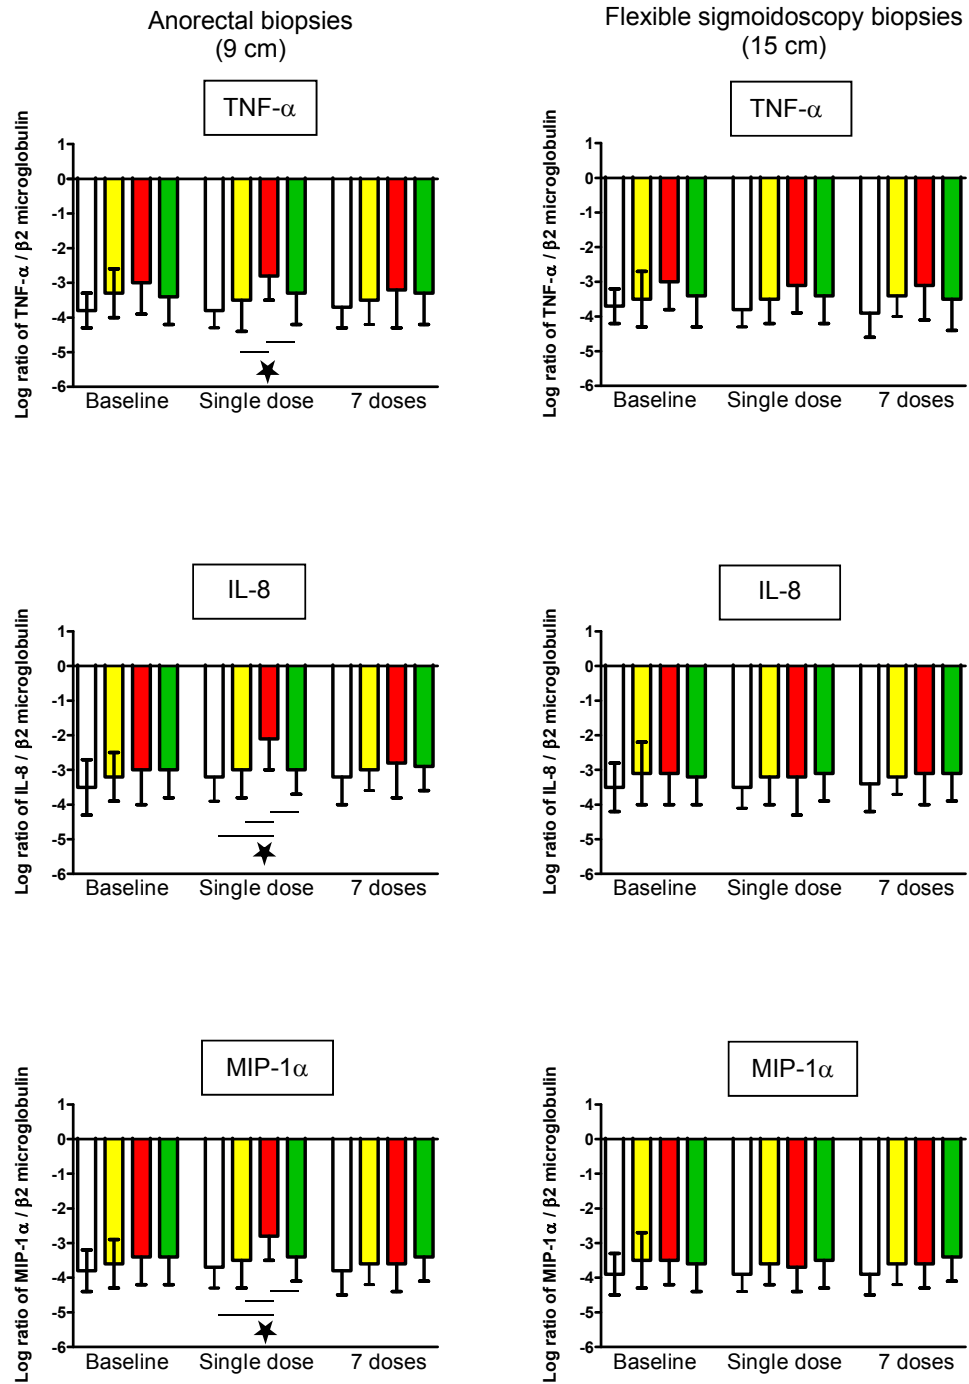 Anorectal biopsies
(9 cm)
Flexible sigmoidoscopy biopsies
(15 cm)
TNF-α
Log ratio of TNF-α / β2 microglobulin
1
0
-1
-2
-3
-4
-5
-6
Baseline Single dose 7 doses
TNF-α
Log ratio of TNF-α / β2 microglobulin
1
0
-1
-2
-3
-4
-5
-6
Baseline Single dose 7 doses
IL-8
Log ratio of IL-8 / β2 microglobulin
1
0
-1
-2
-3
-4
-5
-6
Baseline Single dose 7 doses
IL-8
Log ratio of IL-8 / β2 microglobulin
1
0
-1
-2
-3
-4
-5
-6
Baseline Single dose 7 doses
MIP-1α
Log ratio of MIP-1α / β2 microglobulin
1
0
-1
-2
-3
-4
-5
-6
Baseline Single dose 7 doses
MIP-1α
Log ratio of MIP-1α / β2 microglobulin
1
0
-1
-2
-3
-4
-5
-6
Baseline Single dose 7 doses